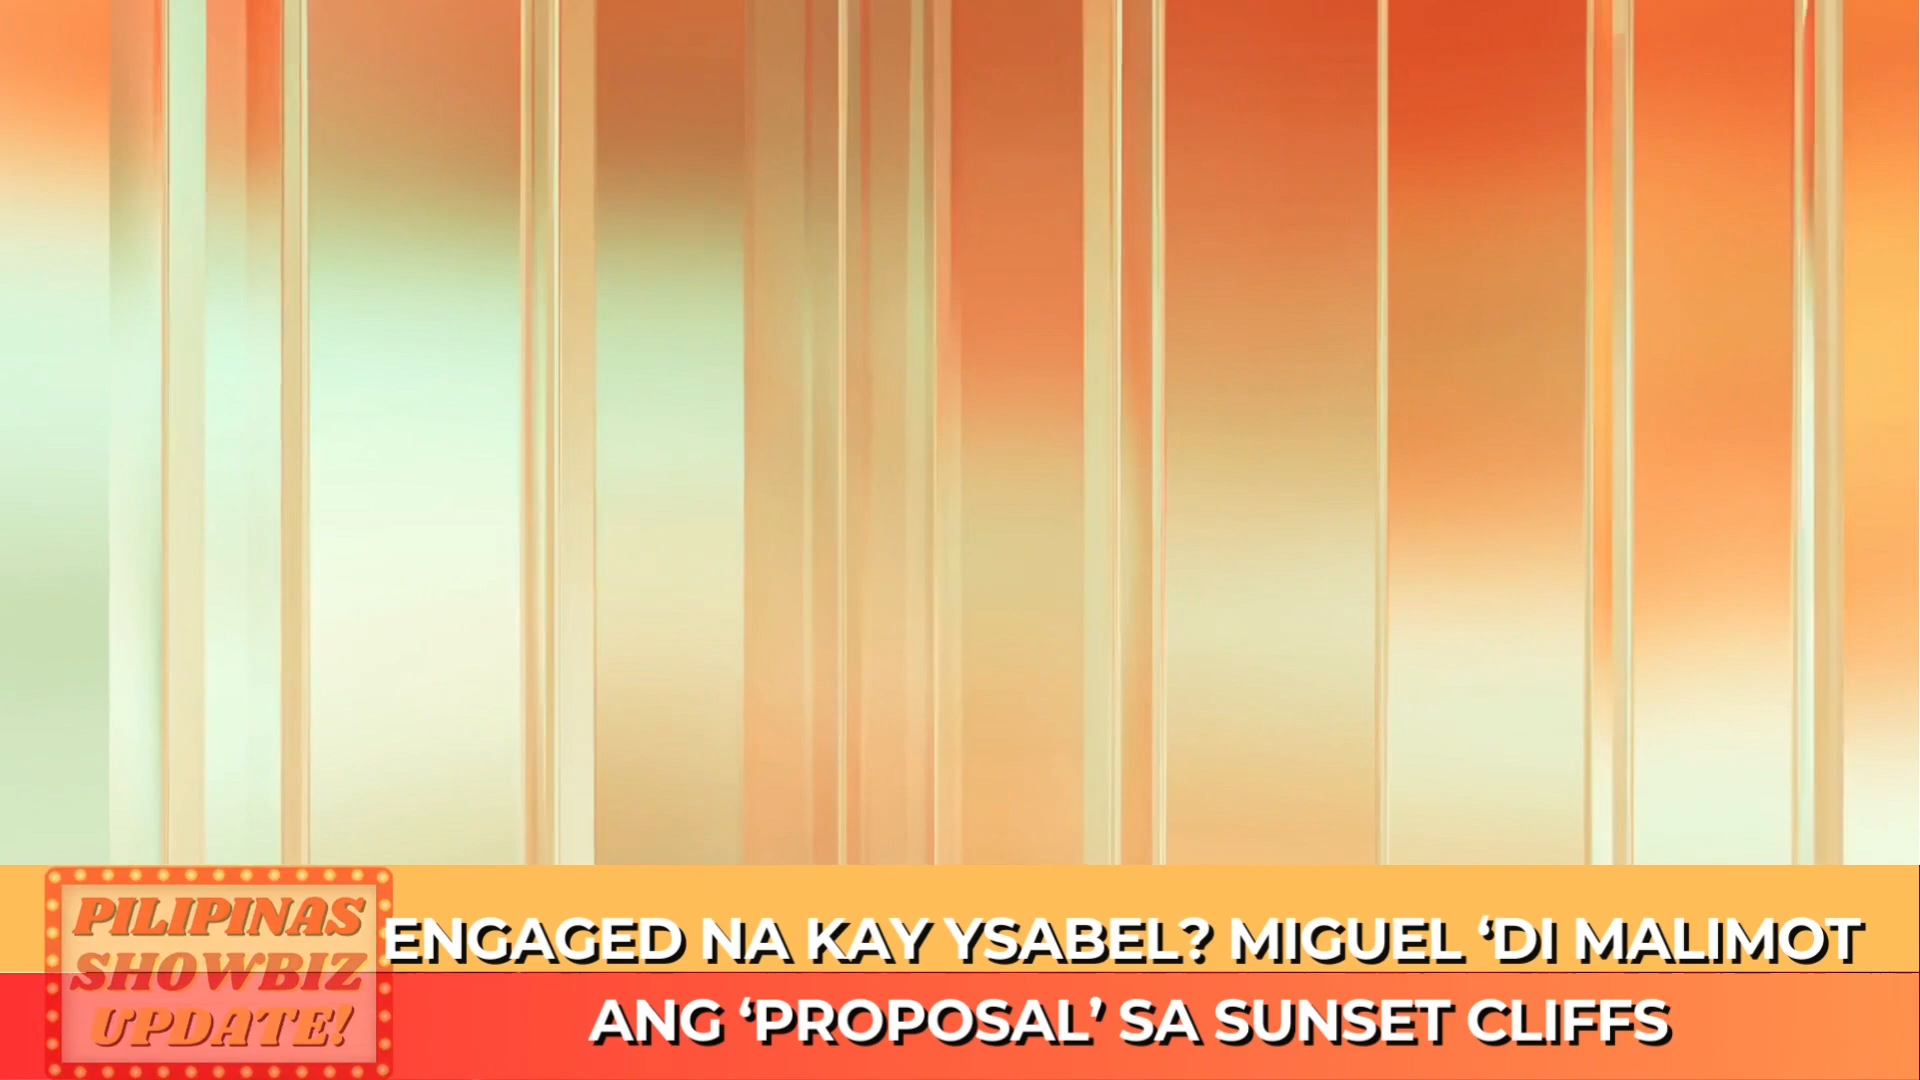 PILIPINAS
SHOWBIZ
UPDATE!
ENGAGED NA KAY YSABEL? MIGUEL ‘DI MALIMOT
ANG ‘PROPOSAL’ SA SUNSET CLIFFS